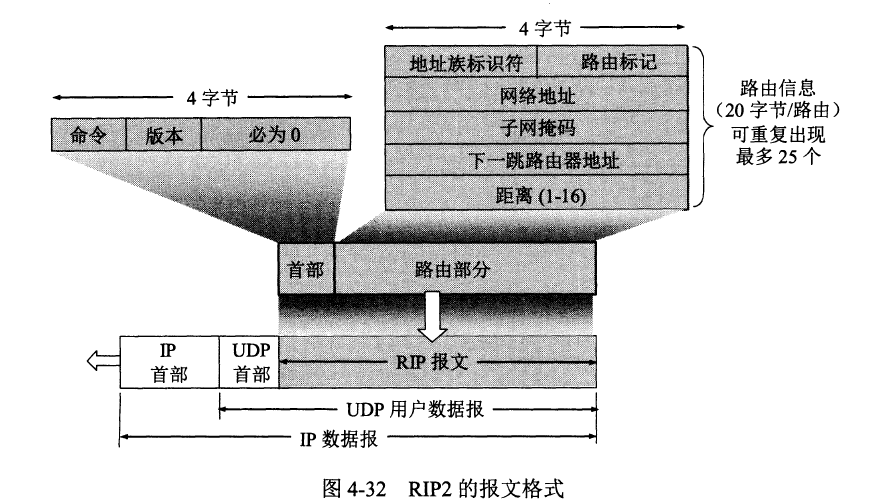 4 字节
地址族标识符
路由标记
网络地址
子网掩码
下一跳路由器地址
距离 (1-16)
路由信息
（20 字节/路由）
可重复出现
最多 25 个
4 字节
命令
版本
必为 0
首部
路由部分
IP
首部
UDP
首部
RIP 报文
UDP 用户数据报
IP 数据报
图 4-32 RIP2 的报文格式